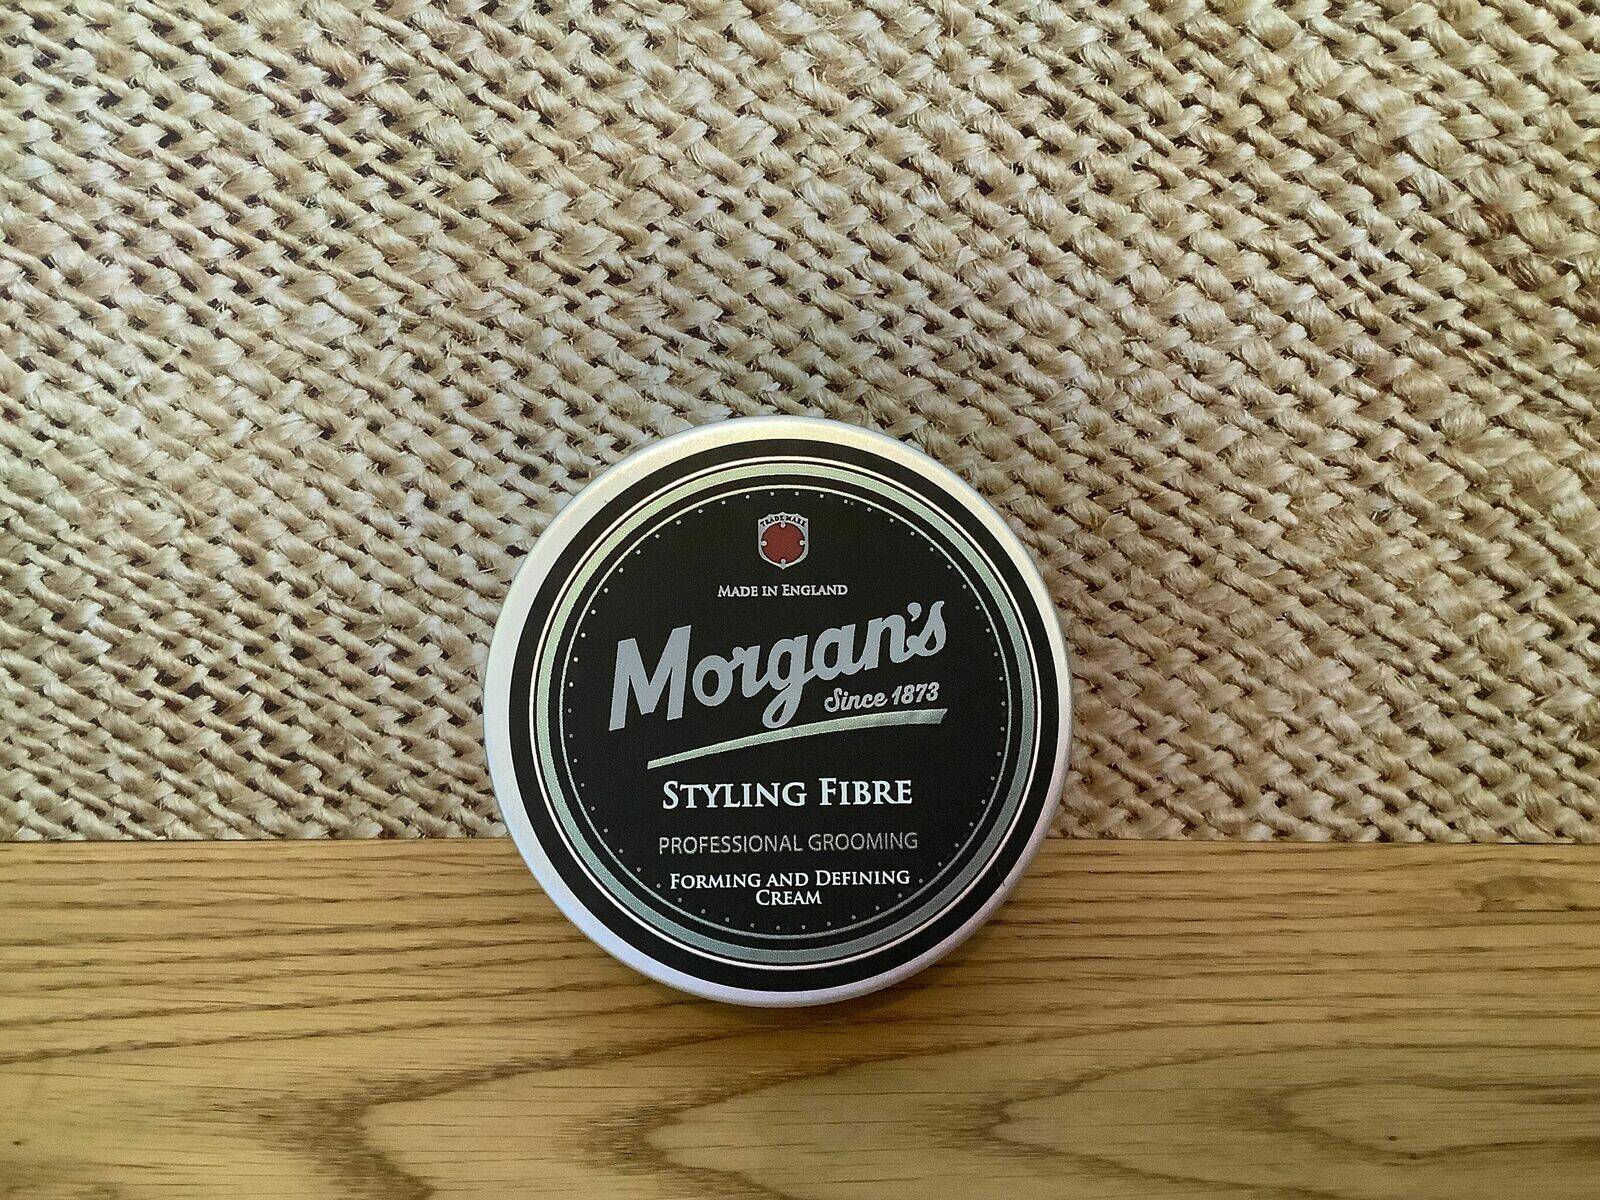 TRADE MARK
MADE IN ENGLAND
Morgan's
Since 1873
STYLING FIBRE
PROFESSIONAL GROOMING
FORMING AND DEFINING
CREAM